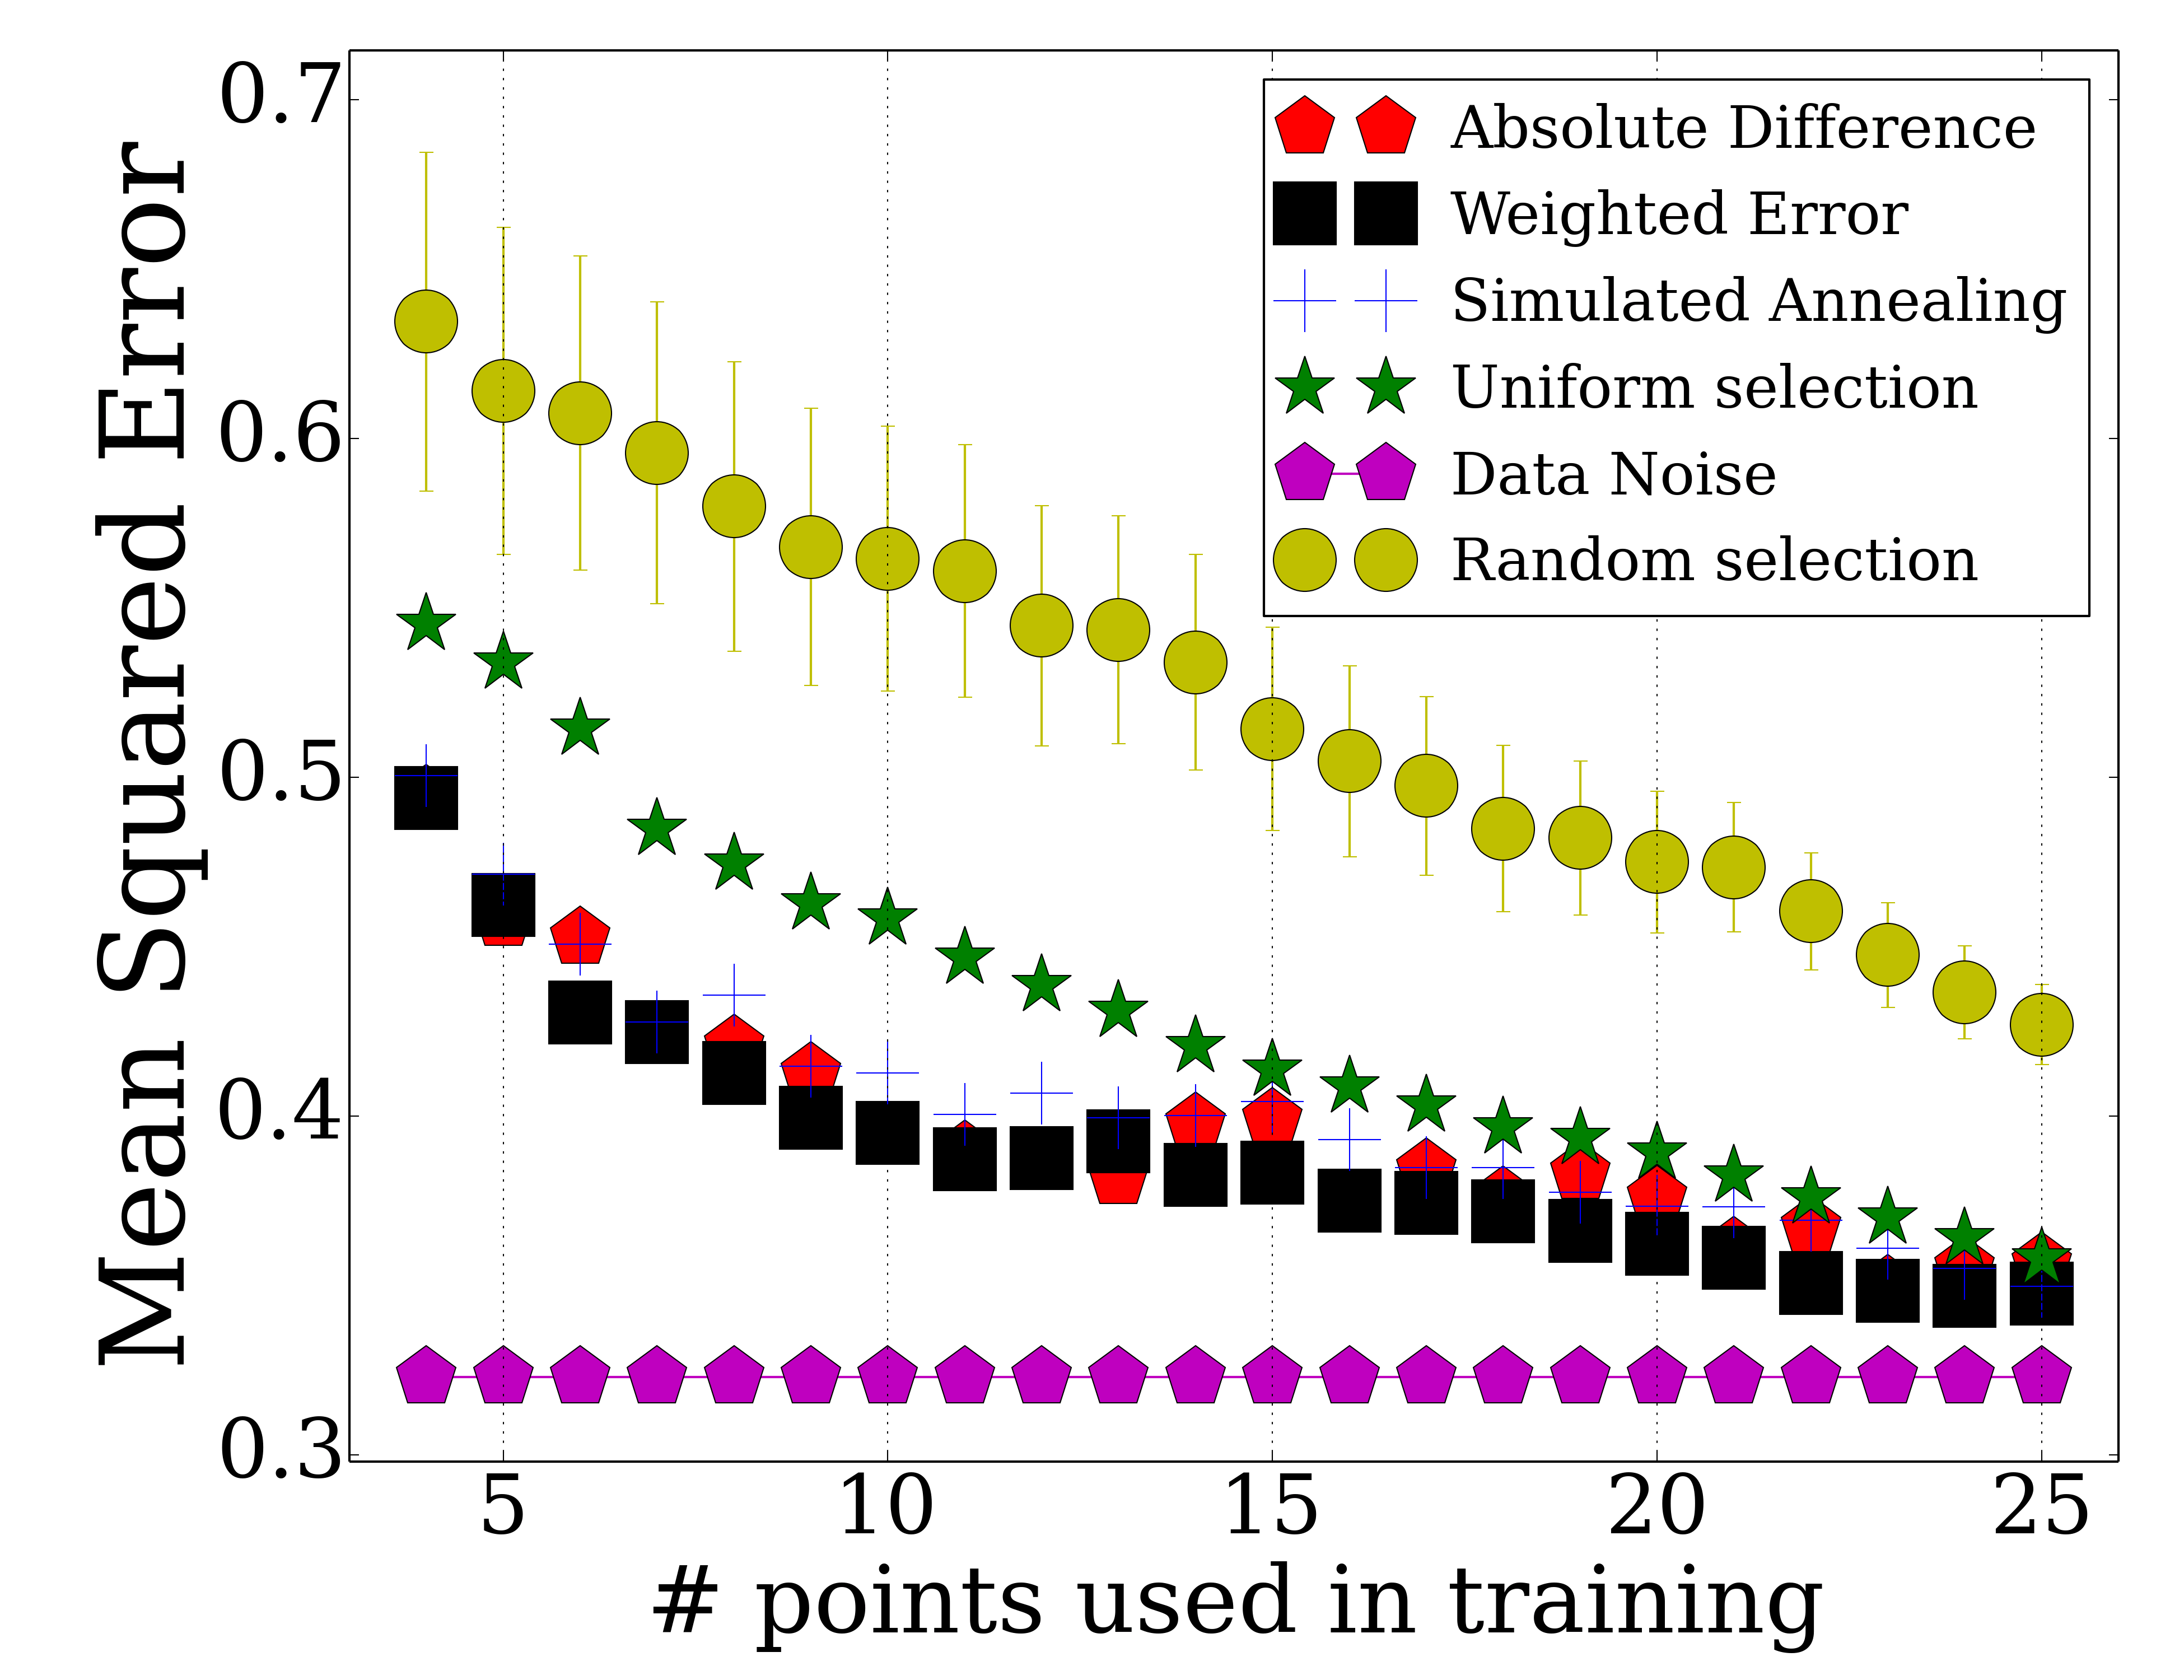 Mean Squared Error
0.7
0.6
0.5
0.4
0.3
Absolute Difference
Weighted Error
Simulated Annealing
Uniform selection
Data Noise
Random selection
5 10 15 20 25
# points used in training